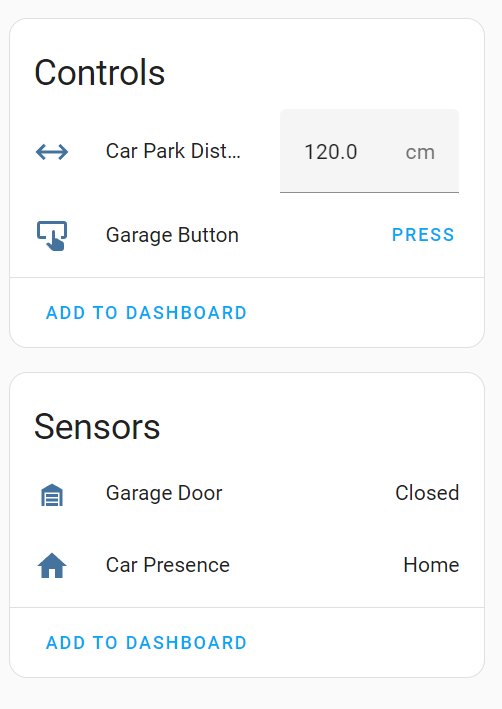 Controls
Car Park Dist... 120.0 cm
Garage Button PRESS
ADD TO DASHBOARD
Sensors
Garage Door Closed
Car Presence Home
ADD TO DASHBOARD